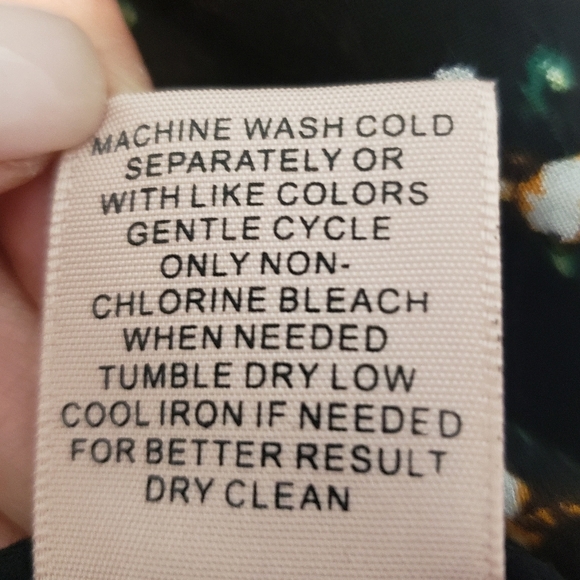 MACHINE WASH COLD
SEPARATELY OR
WITH LIKE COLORS
GENTLE CYCLE
ONLY NON-
CHLORINE BLEACH
WHEN NEEDED
TUMBLE DRY LOW
COOL IRON IF NEEDED
FOR BETTER RESULT
DRY CLEAN